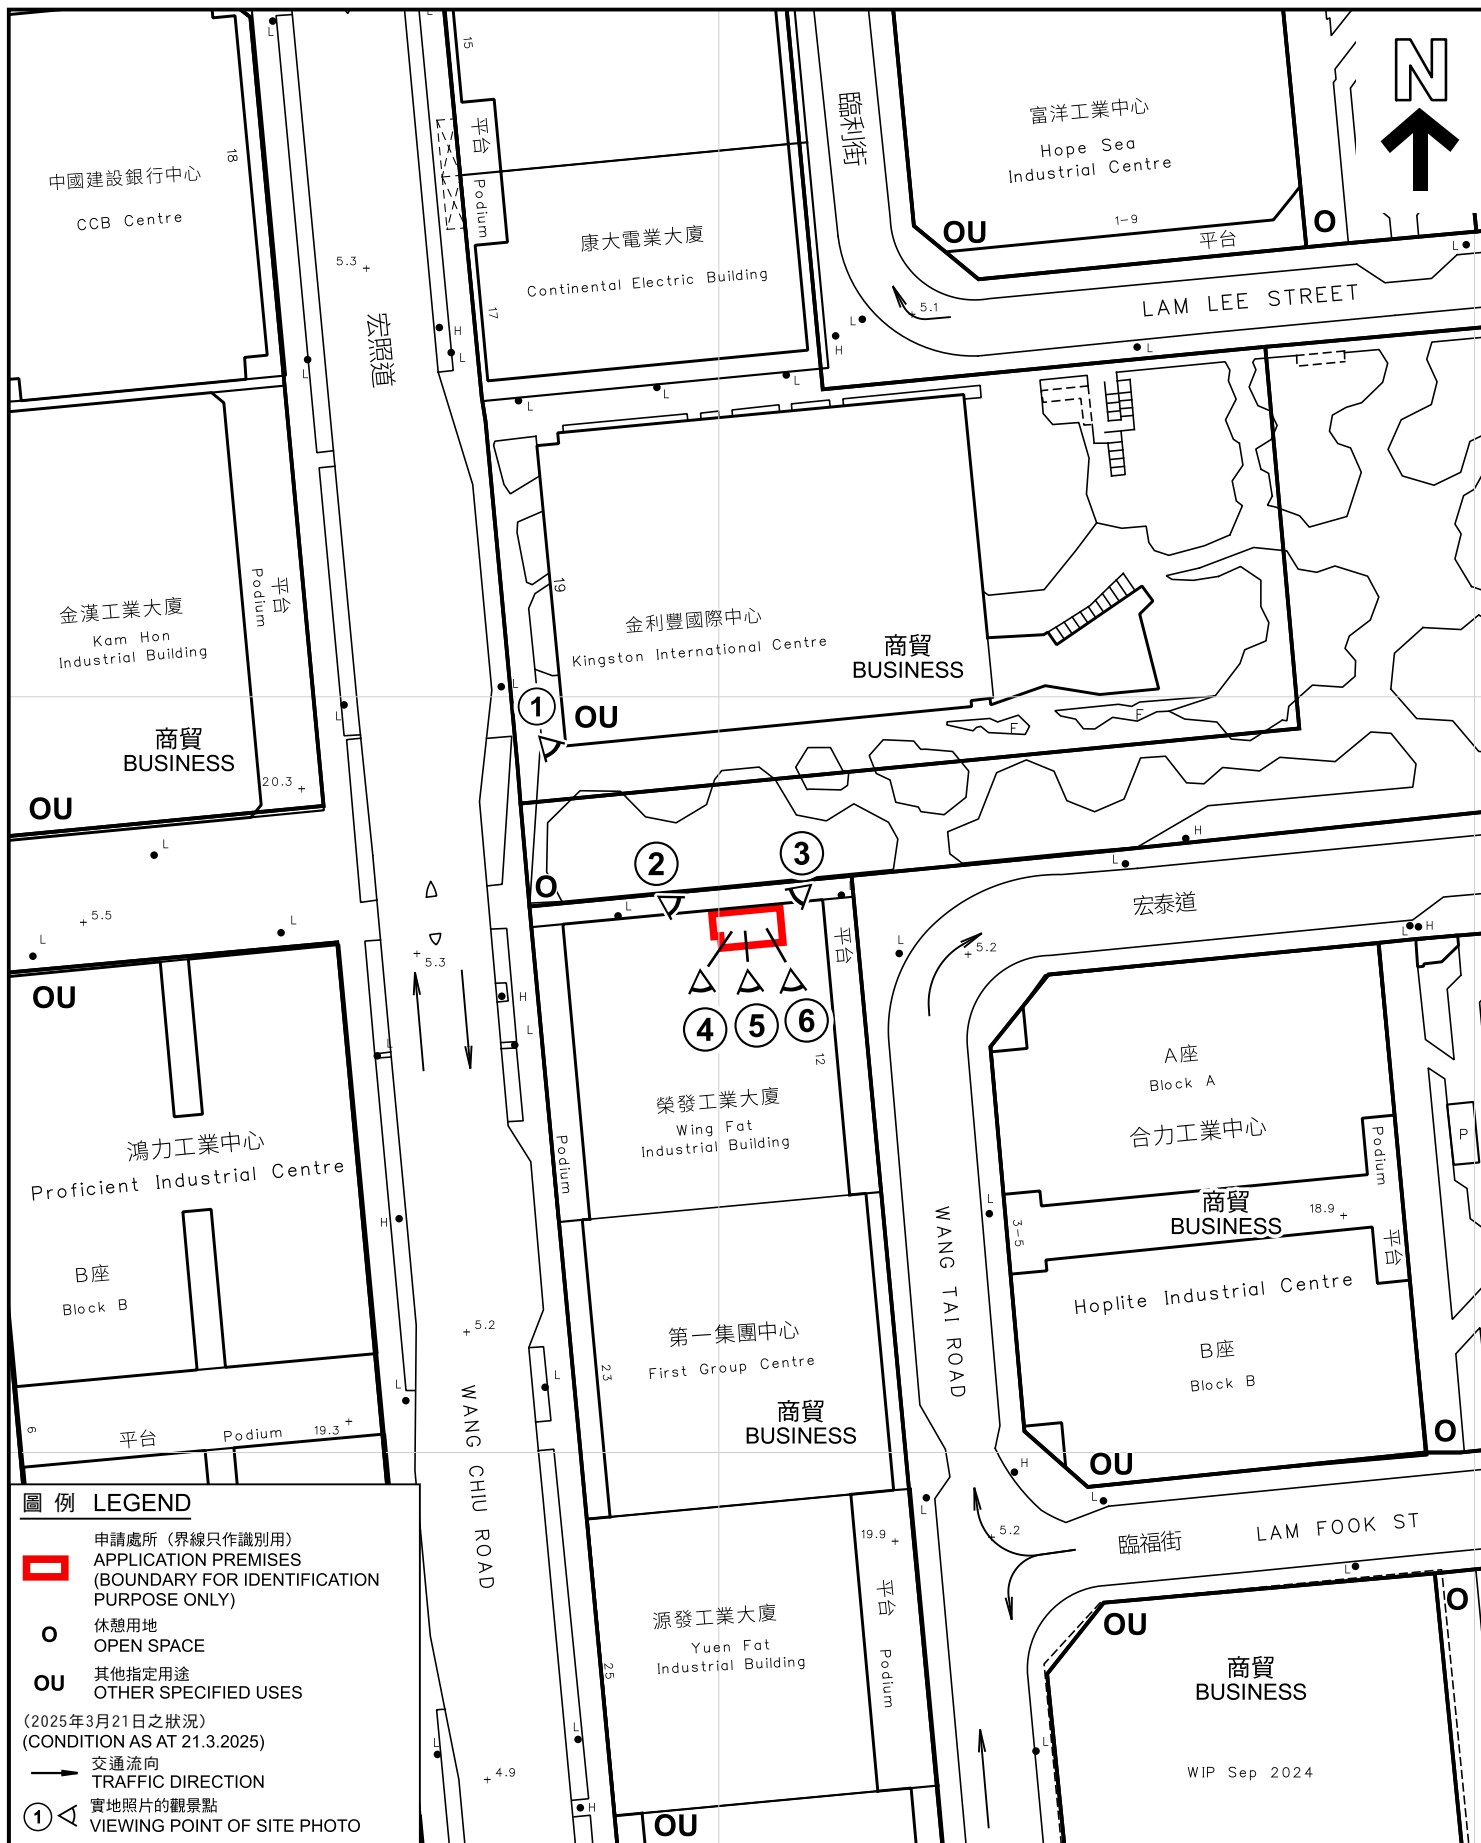 N
15
平台
Podium
臨利街
富洋工業中心
Hope Sea
Industrial Centre
1-9
平台
OU
O
中國建設銀行中心
CCB Centre
18
5.3
宏照道
17
康大電業大廈
Continental Electric Building
5.1
LAM LEE STREET
L
H
金漢工業大廈
Kam Hon
Industrial Building
平台
Podium
商貿
BUSINESS
20.3
OU
19
金利豐國際中心
Kingston International Centre
商貿
BUSINESS
1
OU
F
F
5.5
5.3
O
2
3
4
5
6
平台
12
宏泰道
5.2
OU
鴻力工業中心
Proficient Industrial Centre
B座
Block B
6
平台
Podium
19.3
榮發工業大廈
Wing Fat
Industrial Building
Podium
A座
Block A
合力工業中心
Podium
P
商貿
BUSINESS
18.9
平台
3-5
Hoplite Industrial Centre
B座
Block B
O
OU
5.2
WANG CHIU ROAD
第一集團中心
First Group Centre
23
商貿
BUSINESS
WANG TAI ROAD
5.2
臨福街
LAM FOOK ST
19.9
平台
Podium
源發工業大廈
Yuen Fat
Industrial Building
25
4.9
OU
OU
O
商貿
BUSINESS
WIP Sep 2024
圖例 LEGEND
申請處所（界線只作識別用）
APPLICATION PREMISES
(BOUNDARY FOR IDENTIFICATION
PURPOSE ONLY)
O 休憩用地
OPEN SPACE
OU 其他指定用途
OTHER SPECIFIED USES
（2025年3月21日之狀況）
(CONDITION AS AT 21.3.2025)
交通流向
TRAFFIC DIRECTION
1 實地照片的觀景點
VIEWING POINT OF SITE PHOTO